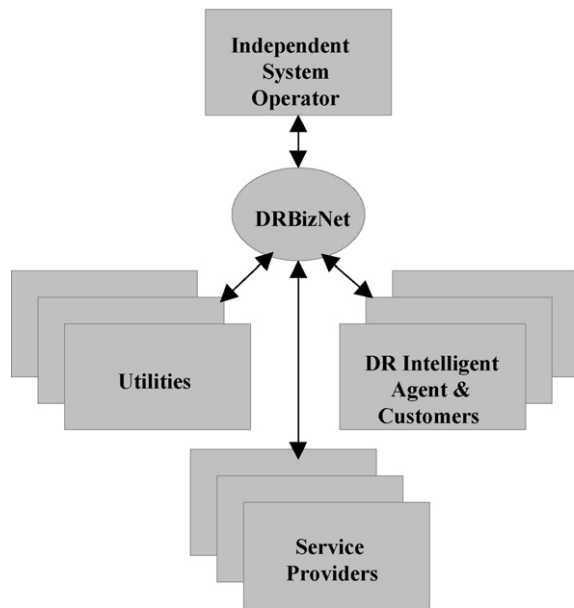 Independent
System
Operator
DRBizNet
Utilities
DR Intelligent
Agent &
Customers
Service
Providers